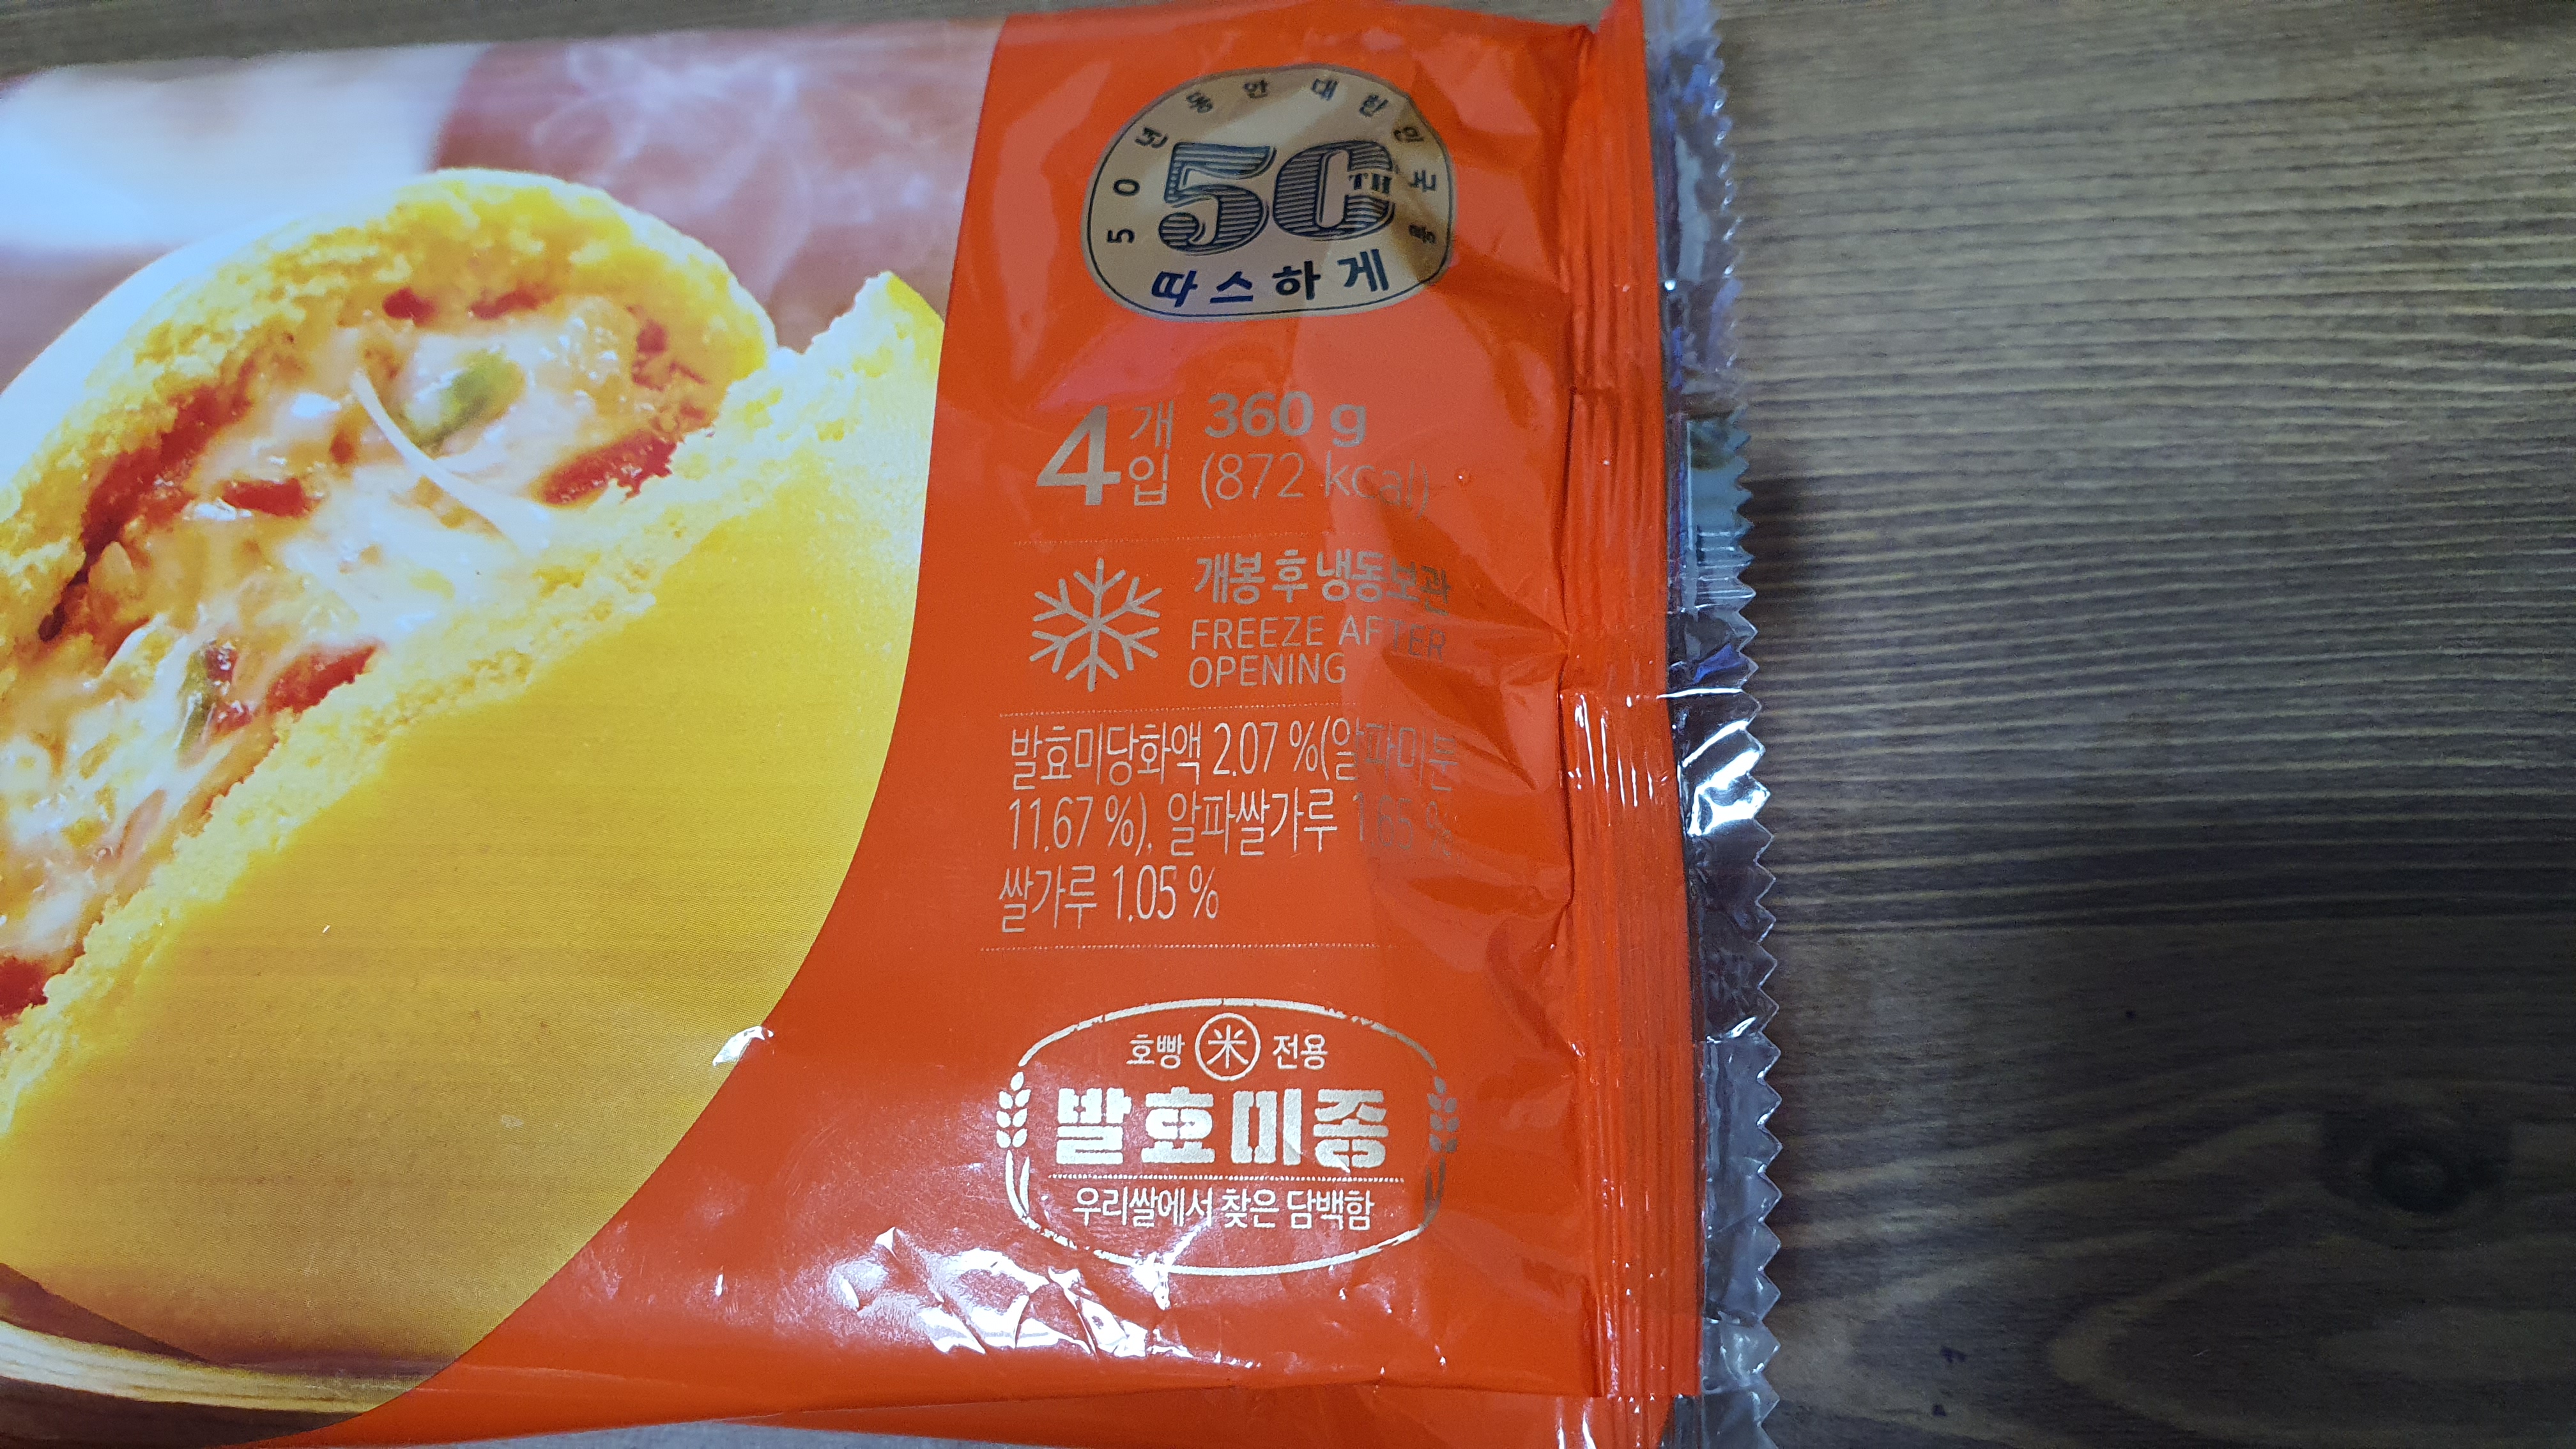 50년 동안 대한민국을
50
따스하게
4개입 360 g
(872 kcal)
개봉 후 냉동보관
FREEZE AFTER
OPENING
발효미당화액 2.07 %(알파미분
11.67 %), 알파쌀가루 1.65 %
쌀가루 1.05 %
호빵 米 전용
발효미종
우리쌀에서 찾은 담백함